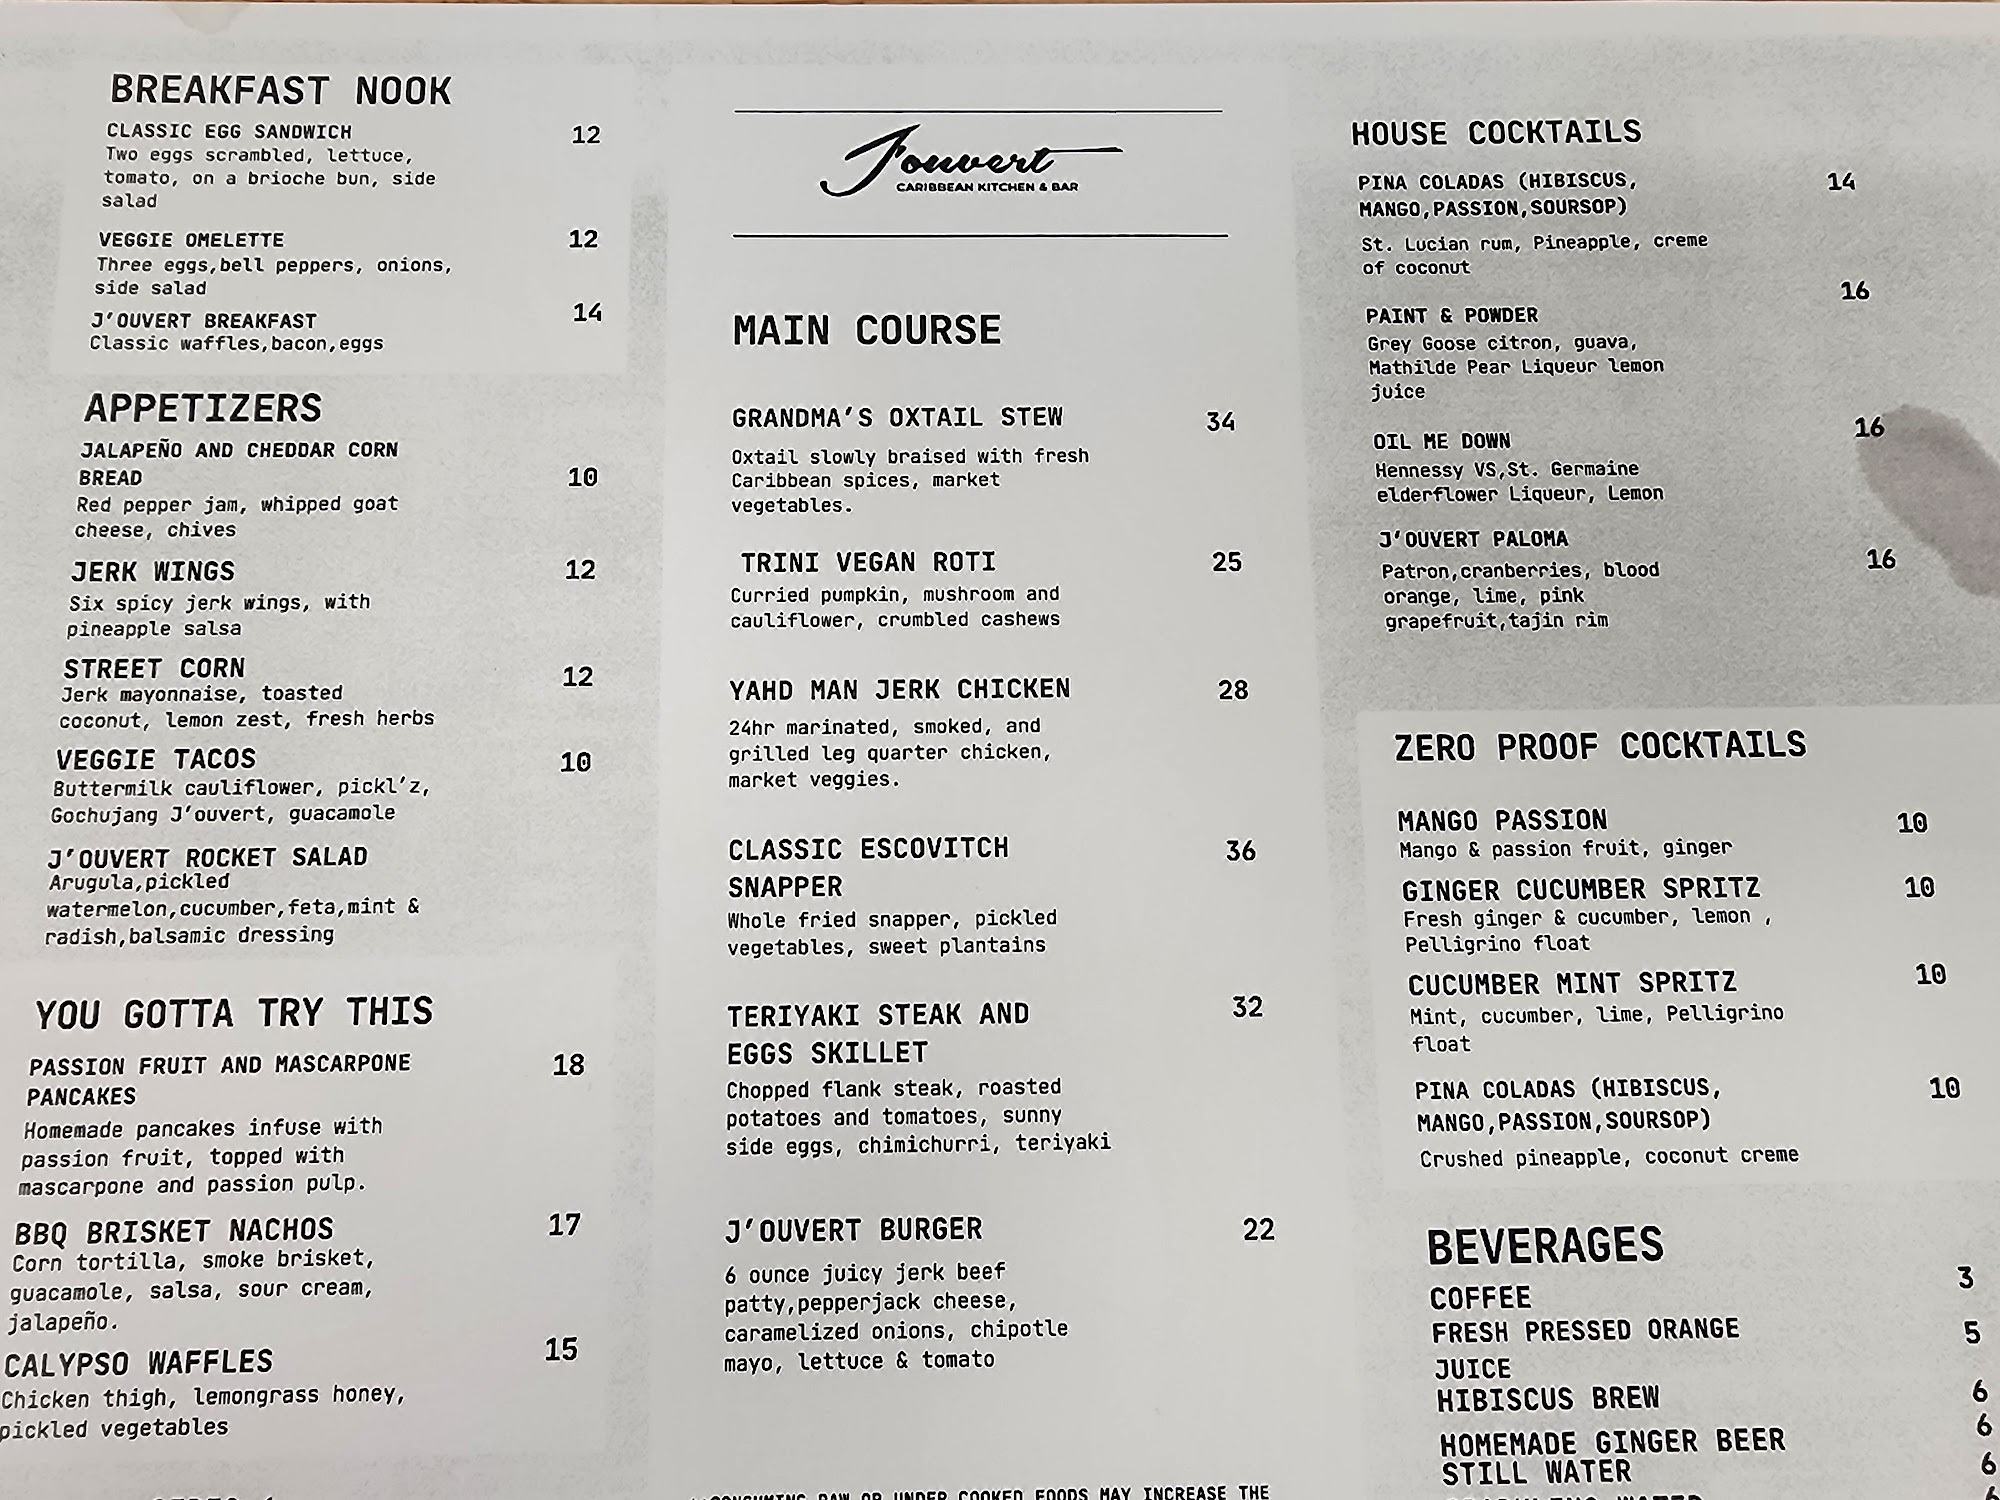 BREAKFAST NOOK
CLASSIC EGG SANDWICH 12
Two eggs scrambled, lettuce,
tomato, on a brioche bun, side
salad
VEGGIE OMELETTE 12
Three eggs,bell peppers, onions,
side salad
J'OUVERT BREAKFAST 14
Classic waffles,bacon,eggs
APPETIZERS
JALAPEÑO AND CHEDDAR CORN
BREAD 10
Red pepper jam, whipped goat
cheese, chives
JERK WINGS 12
Six spicy jerk wings, with
pineapple salsa
STREET CORN 12
Jerk mayonnaise, toasted
coconut, lemon zest, fresh herbs
VEGGIE TACOS 10
Buttermilk cauliflower, pickl'z,
Gochujang J'ouvert, guacamole
J'OUVERT ROCKET SALAD
Arugula,pickled
watermelon,cucumber,feta,mint &
radish,balsamic dressing
YOU GOTTA TRY THIS
PASSION FRUIT AND MASCARPONE 18
PANCAKES
Homemade pancakes infuse with
passion fruit, topped with
mascarpone and passion pulp.
BBQ BRISKET NACHOS 17
Corn tortilla, smoke brisket,
guacamole, salsa, sour cream,
jalapeño.
CALYPSO WAFFLES 15
Chicken thigh, lemongrass honey,
pickled vegetables
Jouvert
CARIBBEAN KITCHEN & BAR
MAIN COURSE
GRANDMA'S OXTAIL STEW 34
Oxtail slowly braised with fresh
Caribbean spices, market
vegetables.
TRINI VEGAN ROTI 25
Curried pumpkin, mushroom and
cauliflower, crumbled cashews
YAHD MAN JERK CHICKEN 28
24hr marinated, smoked, and
grilled leg quarter chicken,
market veggies.
CLASSIC ESCOVITCH 36
SNAPPER
Whole fried snapper, pickled
vegetables, sweet plantains
TERIYAKI STEAK AND 32
EGGS SKILLET
Chopped flank steak, roasted
potatoes and tomatoes, sunny
side eggs, chimichurri, teriyaki
J'OUVERT BURGER 22
6 ounce juicy jerk beef
patty,pepperjack cheese,
caramelized onions, chipotle
mayo, lettuce & tomato
CONSUMING RAW OR UNDER COOKED FOODS MAY INCREASE THE
HOUSE COCKTAILS
PINA COLADAS (HIBISCUS, 14
MANGO,PASSION,SOURSOP)
St. Lucian rum, Pineapple, creme
of coconut
16
PAINT & POWDER
Grey Goose citron, guava,
Mathilde Pear Liqueur lemon
juice
OIL ME DOWN 16
Hennessy VS,St. Germaine
elderflower Liqueur, Lemon
J'OUVERT PALOMA 16
Patron,cranberries, blood
orange, lime, pink
grapefruit,tajin rim
ZERO PROOF COCKTAILS
MANGO PASSION 10
Mango & passion fruit, ginger
GINGER CUCUMBER SPRITZ 10
Fresh ginger & cucumber, lemon ,
Pelligrino float
CUCUMBER MINT SPRITZ 10
Mint, cucumber, lime, Pelligrino
float
PINA COLADAS (HIBISCUS, 10
MANGO,PASSION,SOURSOP)
Crushed pineapple, coconut creme
BEVERAGES
COFFEE 3
FRESH PRESSED ORANGE 5
JUICE
HIBISCUS BREW 6
HOMEMADE GINGER BEER 6
STILL WATER 6